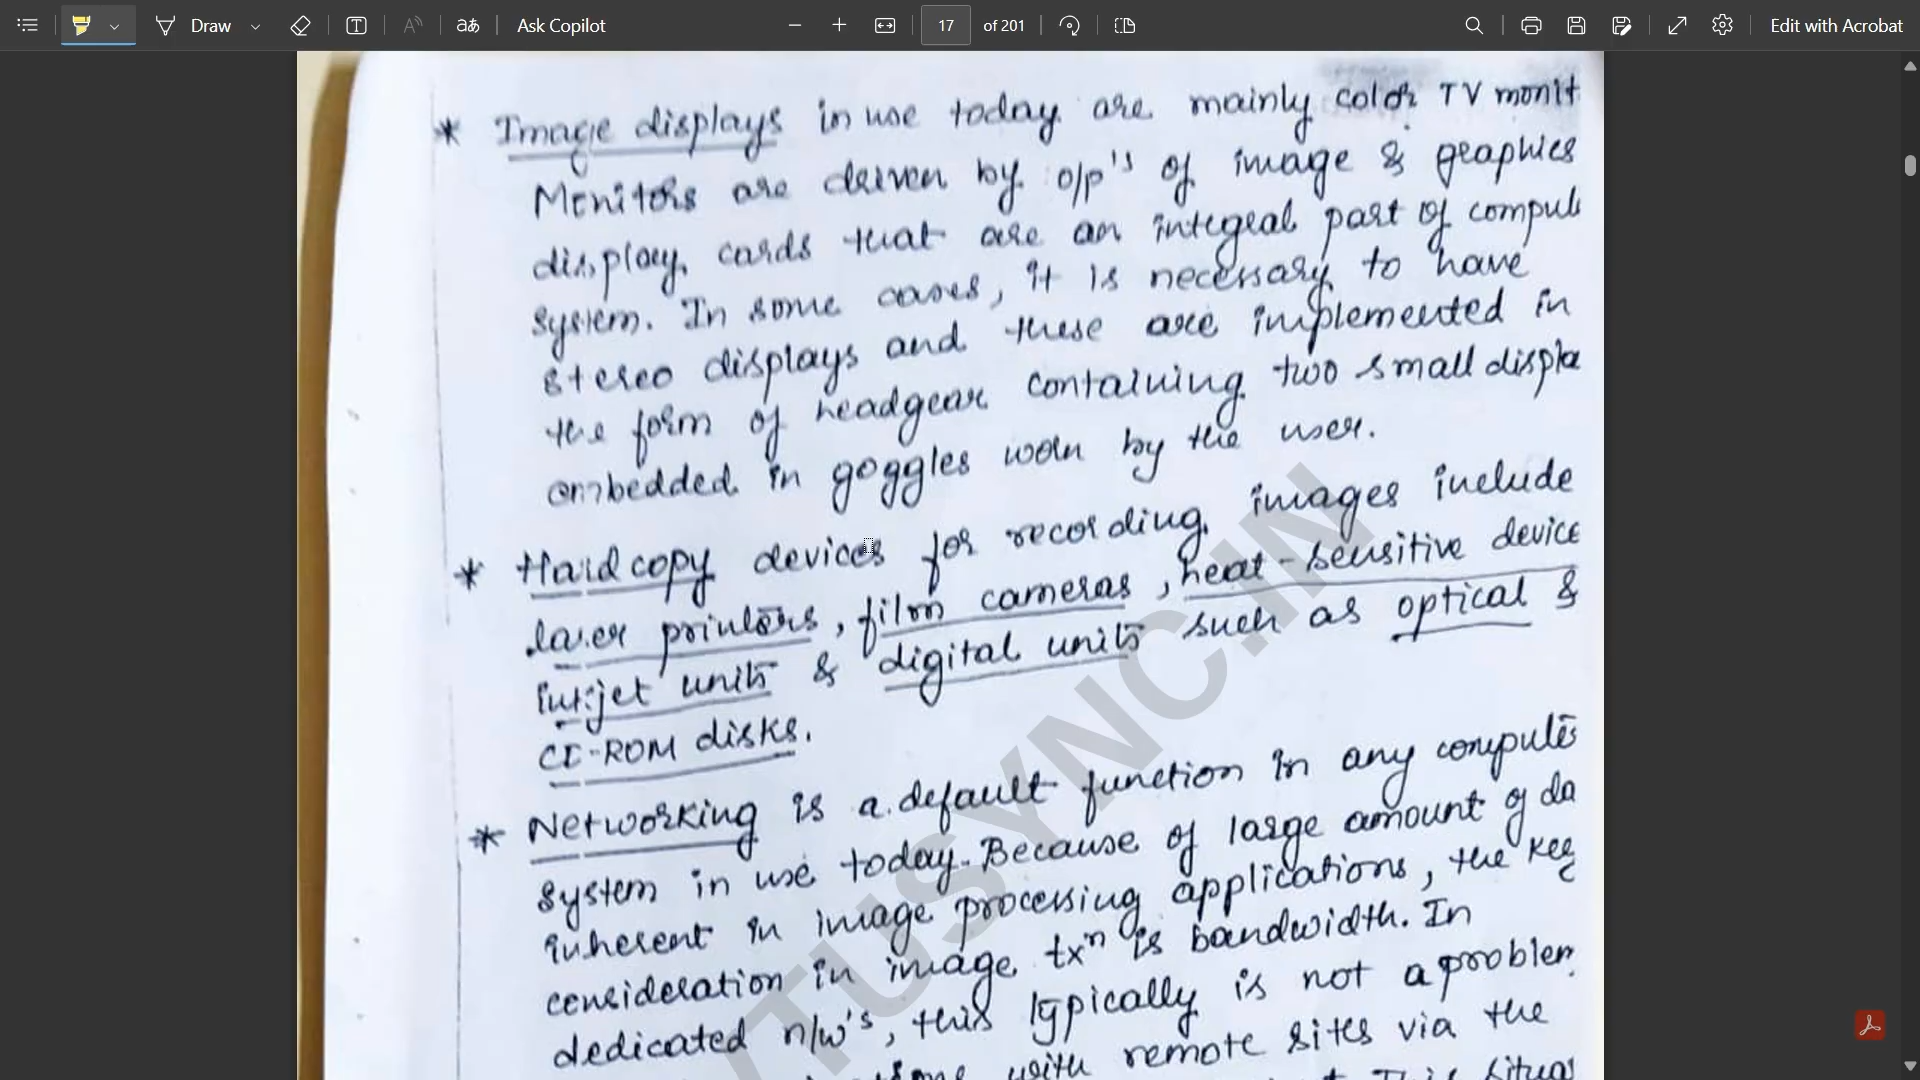 Draw
Ask Copilot
17 of 201
Edit with Acrobat
* Image displays in use today are mainly color TV monit
Monitors are driven by o/p's of image & graphics
display cards that are an integral part of comput
system. In some cases, it is necessary to have
stereo displays and these are implemented in
the form of headgear containing two small displa
embedded in goggles worn by the user.
* Hard copy devices for recording images include
laser printers, film cameras, heat-sensitive device
inkjet units & digital units such as optical &
CD-ROM disks.
* Networking is a default function in any computer
system in use today. Because of large amount of da
inherent in image processing applications, the key
consideration in image txⁿ is bandwidth. In
dedicated n/w's, this typically is not a problem
with remote sites via the
This situat
VTUSYNC.IN